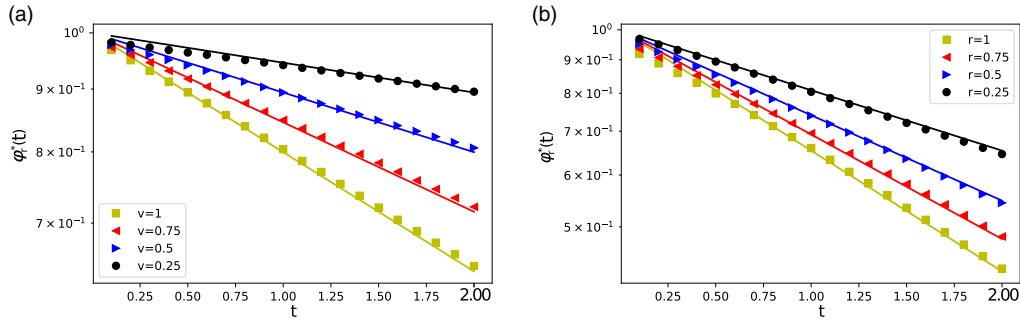 (a)
10⁰
9 × 10⁻¹
8 × 10⁻¹
7 × 10⁻¹
φᵣ*(t)
v=1
v=0.75
v=0.5
v=0.25
0.25 0.50 0.75 1.00 1.25 1.50 1.75 2.00
t
(b)
9 × 10⁻¹
8 × 10⁻¹
7 × 10⁻¹
6 × 10⁻¹
5 × 10⁻¹
φᵣ*(t)
r=1
r=0.75
r=0.5
r=0.25
0.25 0.50 0.75 1.00 1.25 1.50 1.75 2.00
t